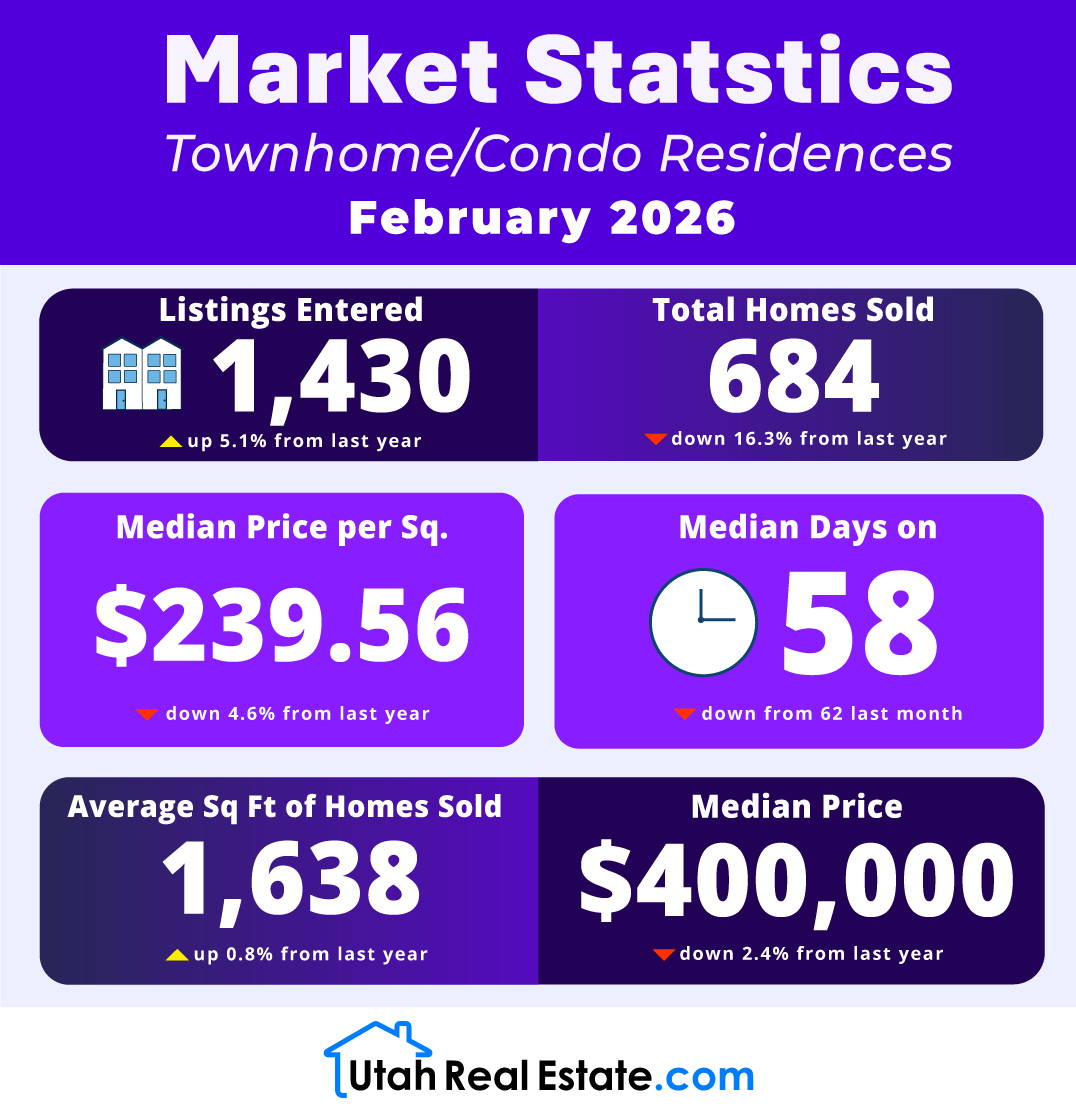 Market Statstics
Townhome/Condo Residences
February 2026
Listings Entered
1,430
up 5.1% from last year
Total Homes Sold
684
down 16.3% from last year
Median Price per Sq.
$239.56
down 4.6% from last year
Median Days on
58
down from 62 last month
Average Sq Ft of Homes Sold
1,638
up 0.8% from last year
Median Price
$400,000
down 2.4% from last year
Utah Real Estate.com